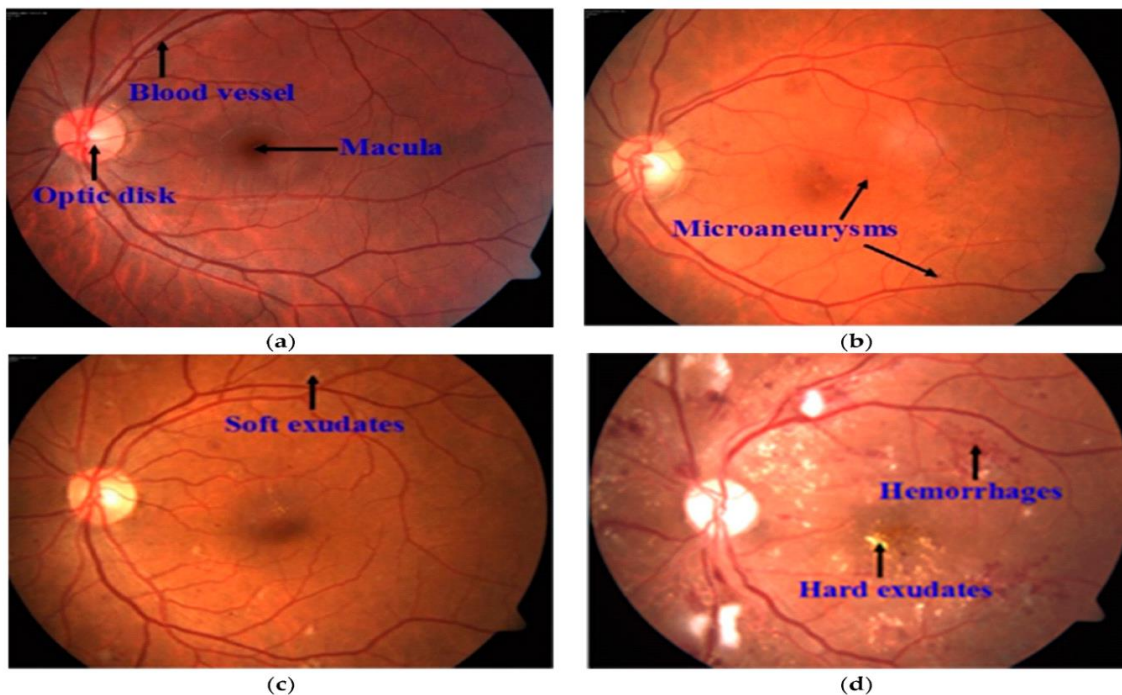 Blood vessel
Macula
Optic disk
(a)
Microaneurysms
(b)
Soft exudates
(c)
Hemorrhages
Hard exudates
(d)